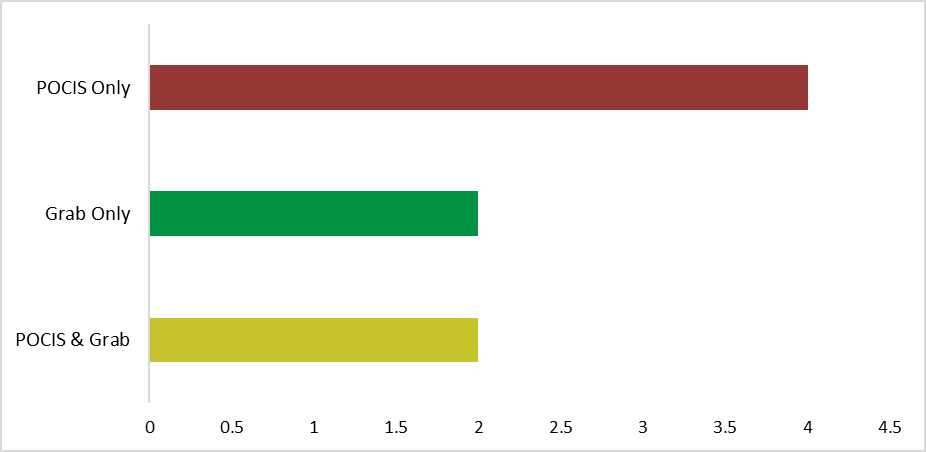 POCIS Only
Grab Only
POCIS & Grab
0 0.5 1 1.5 2 2.5 3 3.5 4 4.5